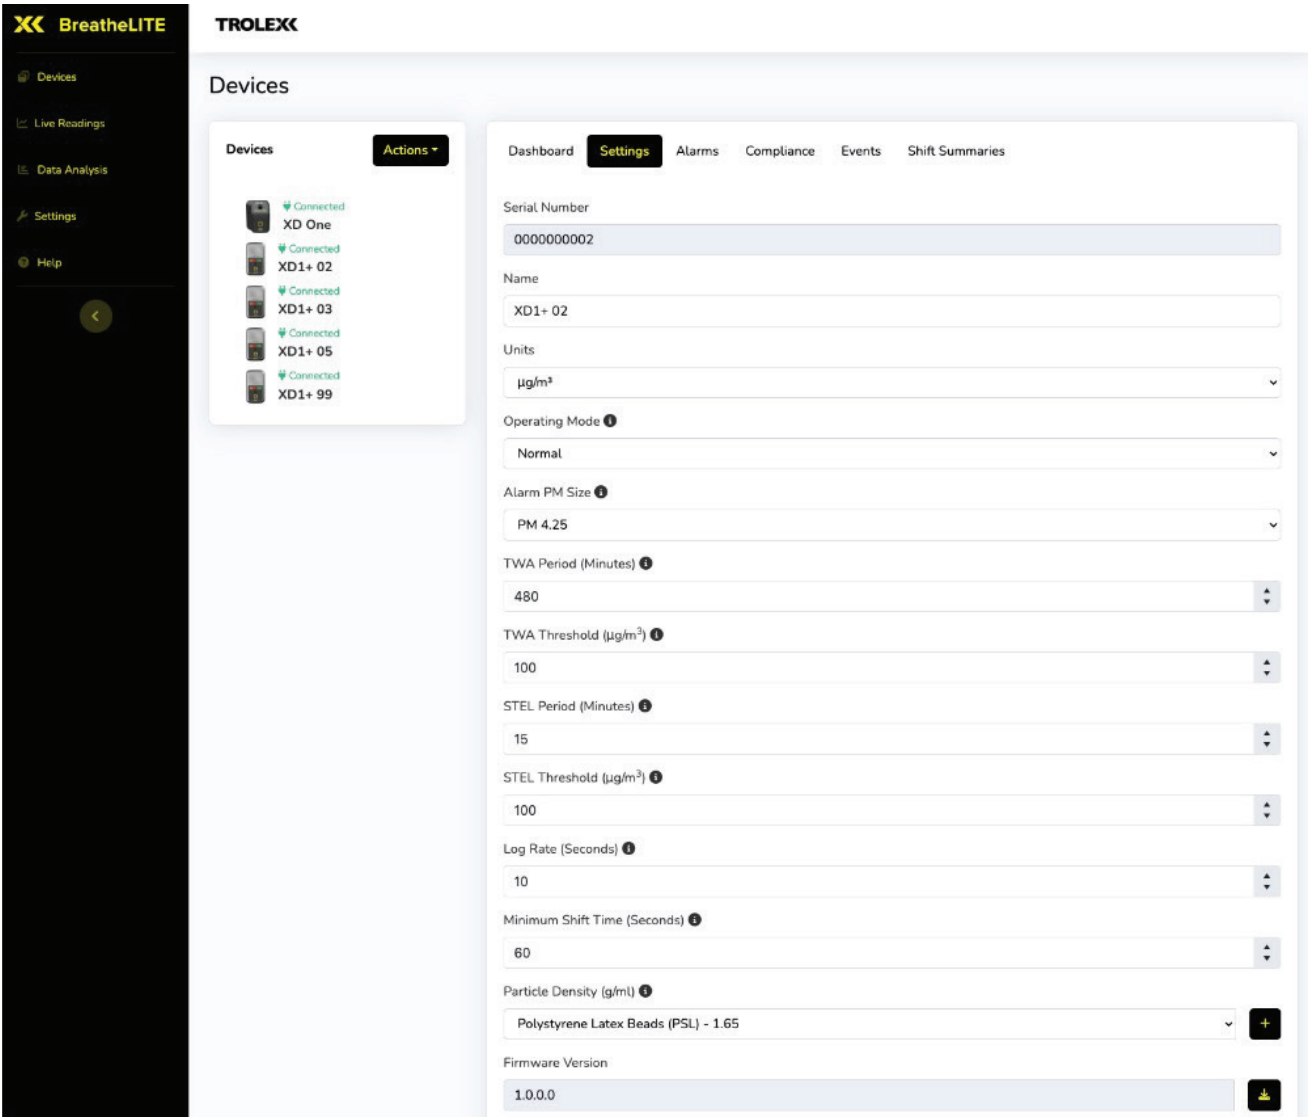 BreatheLITE
TROLEX
Devices
Live Readings
Data Analysis
Settings
Help
Devices
Devices
Actions
Connected
XD One
Connected
XD1+ 02
Connected
XD1+ 03
Connected
XD1+ 05
Connected
XD1+ 99
Dashboard Settings Alarms Compliance Events Shift Summaries
Serial Number
0000000002
Name
XD1+ 02
Units
µg/m³
Operating Mode
Normal
Alarm PM Size
PM 4.25
TWA Period (Minutes)
480
TWA Threshold (µg/m³)
100
STEL Period (Minutes)
15
STEL Threshold (µg/m³)
100
Log Rate (Seconds)
10
Minimum Shift Time (Seconds)
60
Particle Density (g/ml)
Polystyrene Latex Beads (PSL) - 1.65
+
Firmware Version
1.0.0.0